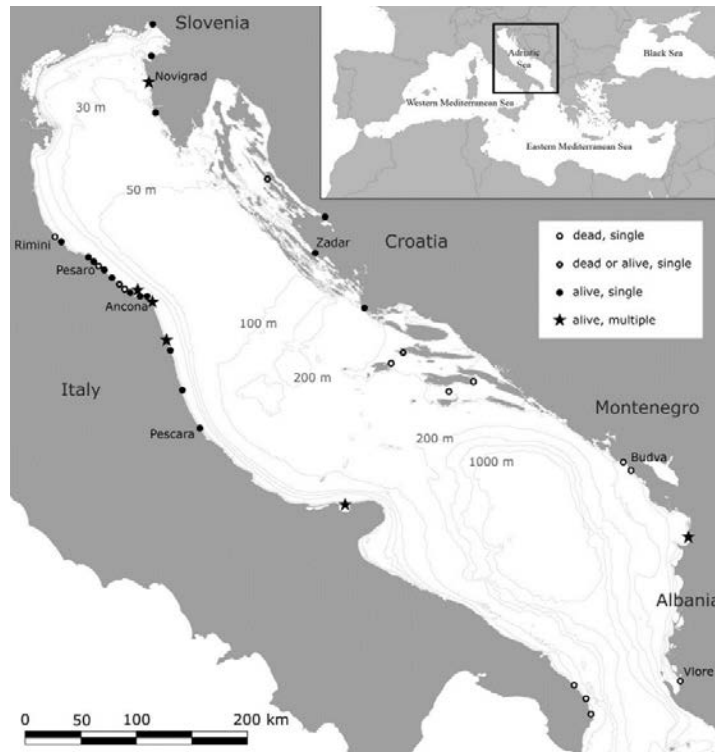 Slovenia
Novigrad
30 m
50 m
Rimini
Pesaro
Ancona
Zadar
Croatia
100 m
200 m
Italy
Pescara
200 m
1000 m
Montenegro
Budva
Albania
Vlore
Adriatic
Sea
Black Sea
Western Mediterranean Sea
Eastern Mediterranean Sea
dead, single
dead or alive, single
alive, single
alive, multiple
0 50 100 200 km